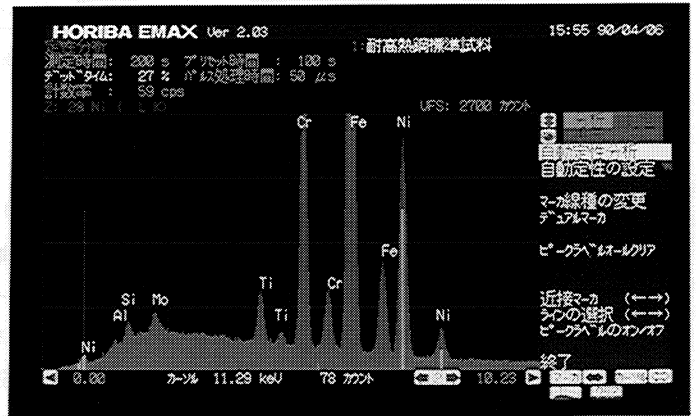 HORIBA EMAX Ver 2.03
15:55 90/04/06
定性分析
:耐高熱鋼標準試料
測定時間: 200 s プリセット時間 : 100 s
デッドタイム: 27 % パルス処理時間: 50 μs
計数率 : 59 cps
Z: 28 Ni
UFS: 2700 カウント
Cr
Fe
Ni
自動定性分析
自動定性の設定
マーカ線種の変更
デュアルマーカ
Fe
ピークラベルオールクリア
Ti
Cr
Si
Mo
Al
Ti
Ni
Ni
近接マーカ (←→)
ラインの選択 (←→)
ピークラベルのオン/オフ
終了
0.00
カーソル 11.29 keV
78 カウント
10.23